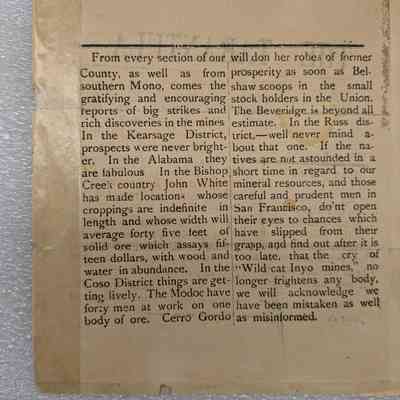 From every section of our
County, as well as from
southern Mono, comes the
gratifying and encouraging
reports of big strikes and
rich discoveries in the mines
In the Kearsage District,
prospects were never bright-
er. In the Alabama they
are fabulous In the Bishop
Creek country John White
has made locations whose
croppings are indefinite in
length and whose width will
average forty five feet of
solid ore which assays fif-
teen dollars, with wood and
water in abundance. In the
Coso District things are get-
ting lively. The Modoc have
forty men at work on one
body of ore. Cerro Gordo
will don her robes of former
prosperity as soon as Bel-
shaw scoops in the small
stock holders in the Union.
The Beveridge is beyond all
estimate. In the Russ dis-
trict,—well never mind a-
bout that one. If the na-
tives are not astounded in a
short time in regard to our
mineral resources, and those
careful and prudent men in
San Francisco, do'nt open
their eyes to chances which
have slipped from their
grasp, and find out after it is
too late, that the cry of
"Wild cat Inyo mines," no
longer frightens any body,
we will acknowledge we
have been mistaken as well
as misinformed.